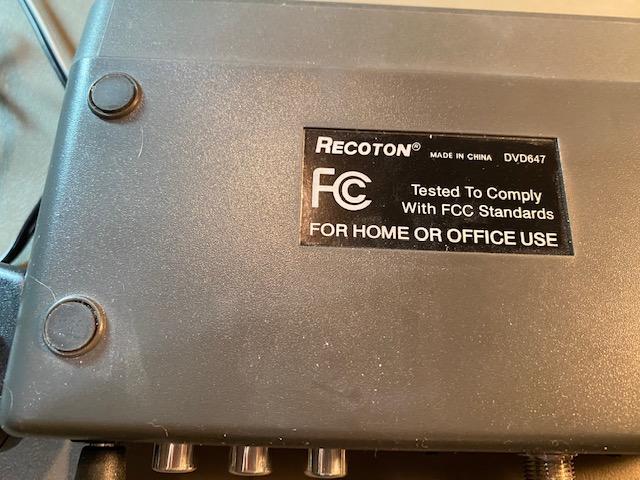 RECOTON® MADE IN CHINA DVD647
FC
Tested To Comply
With FCC Standards
FOR HOME OR OFFICE USE